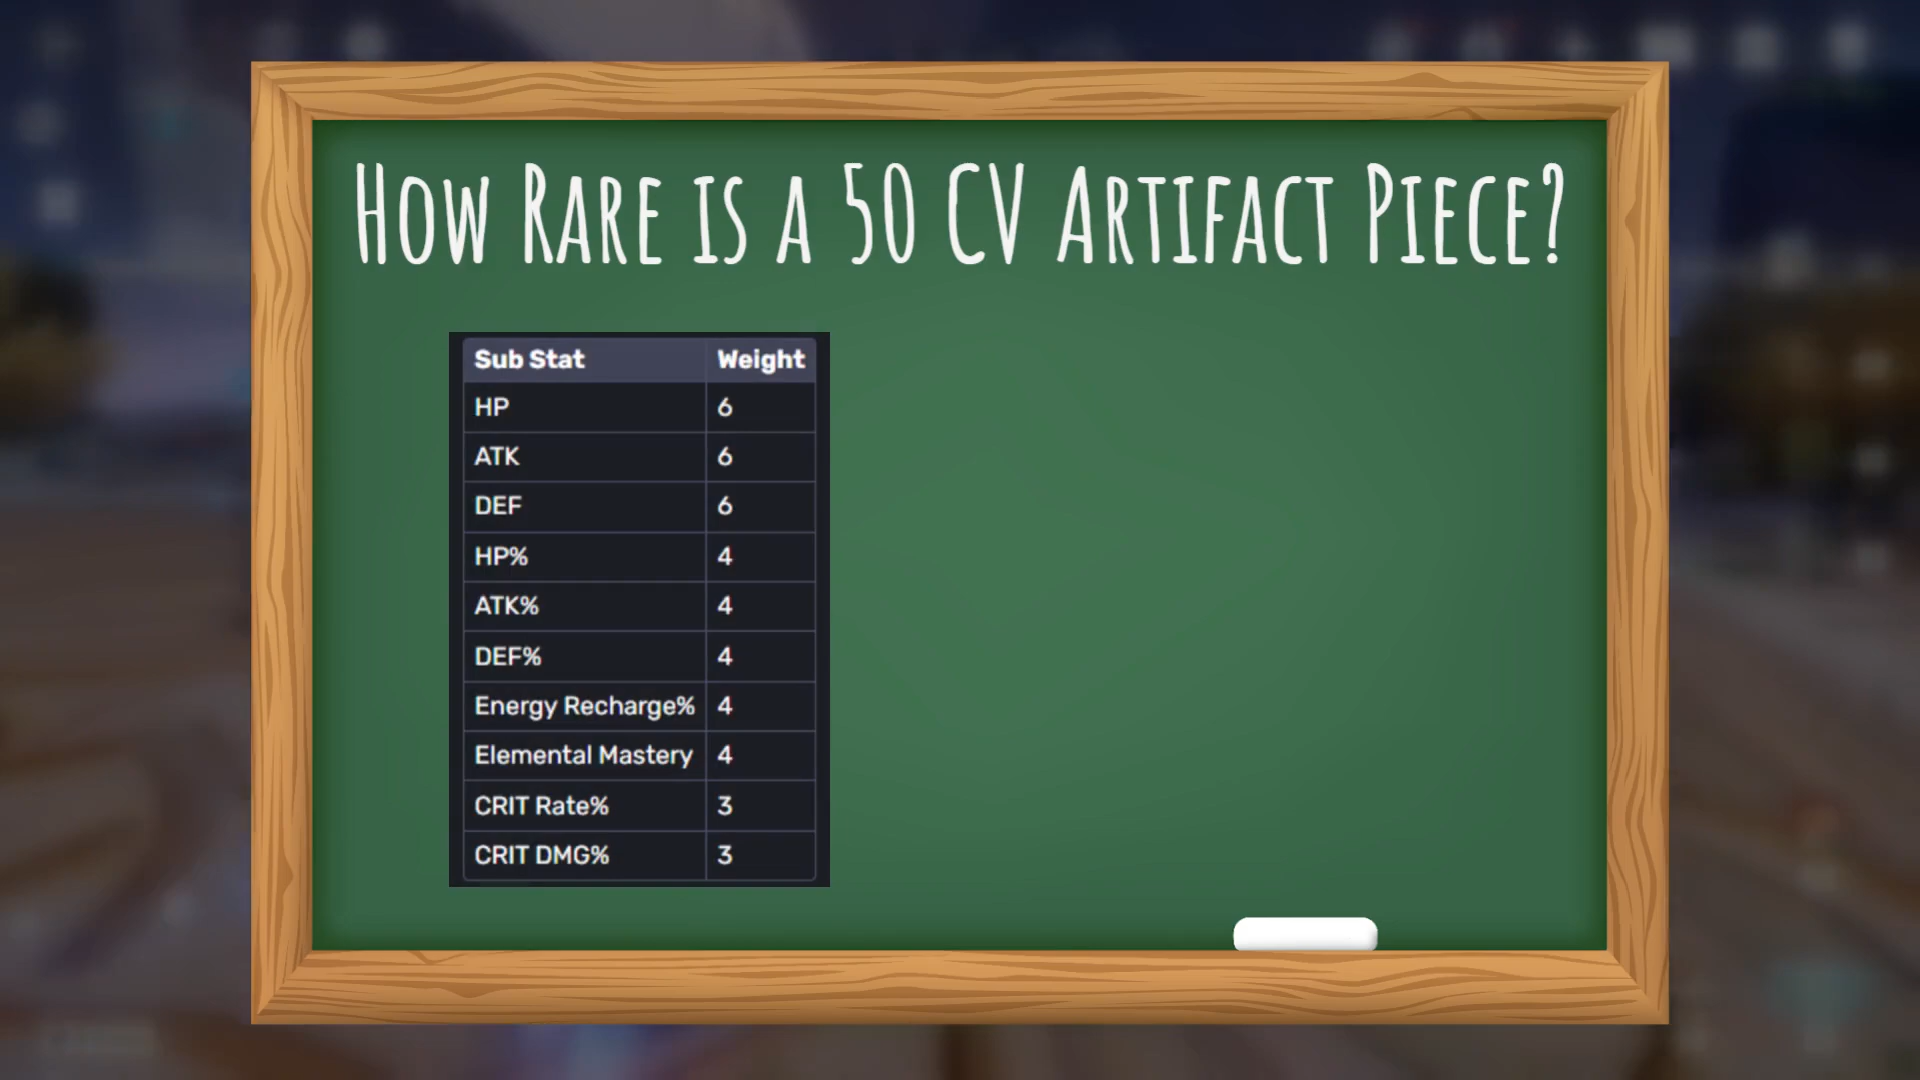 How Rare is a 50 CV Artifact Piece?
Sub Stat Weight
HP 6
ATK 6
DEF 6
HP% 4
ATK% 4
DEF% 4
Energy Recharge% 4
Elemental Mastery 4
CRIT Rate% 3
CRIT DMG% 3